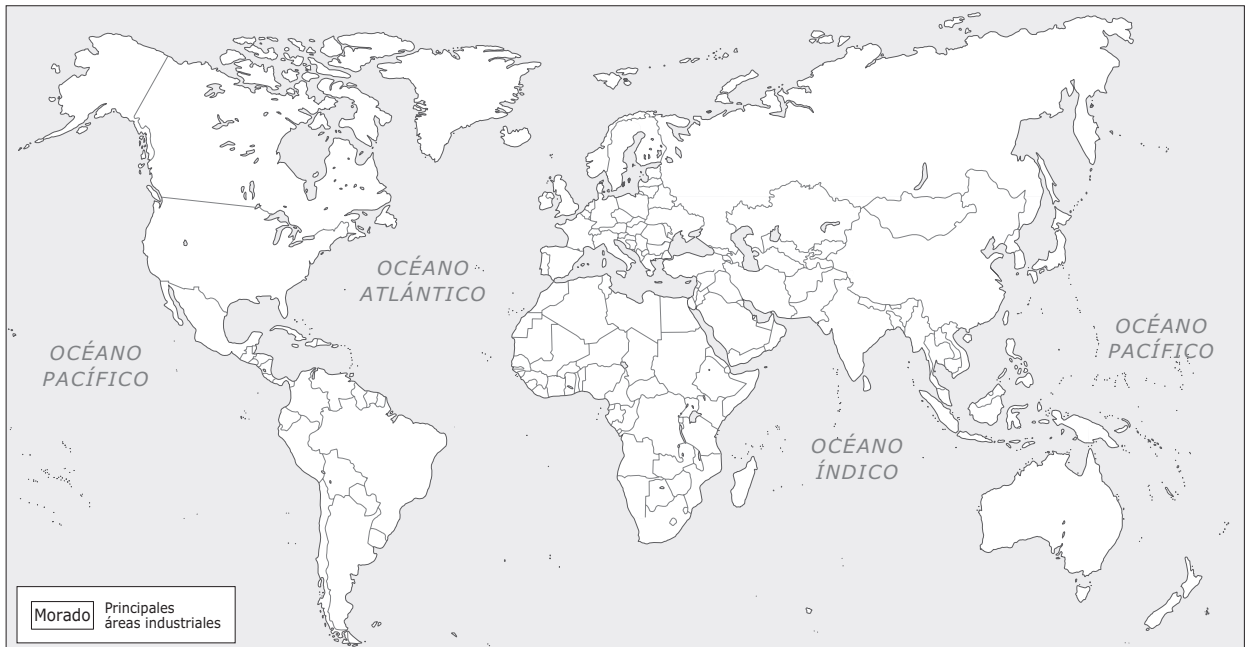 OCÉANO
ATLÁNTICO
OCÉANO
PACÍFICO
OCÉANO
PACÍFICO
OCÉANO
ÍNDICO
Morado
Principales
áreas industriales